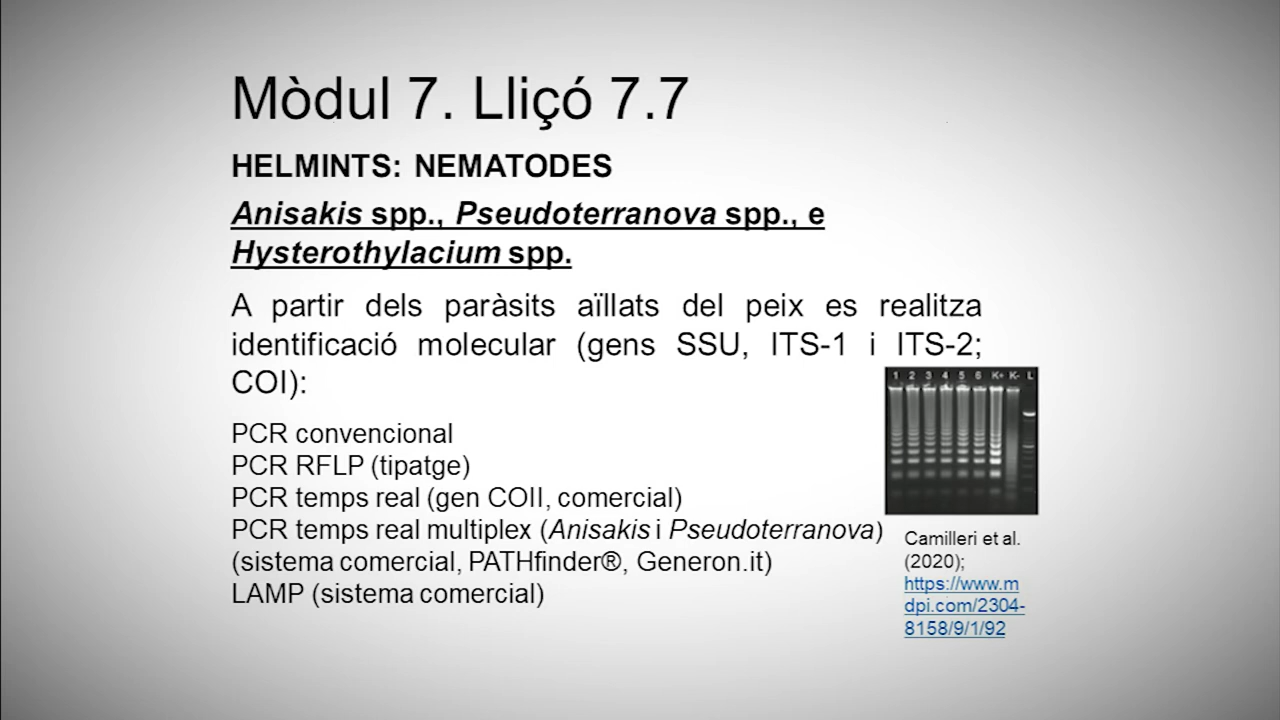 Mòdul 7. Lliçó 7.7
HELMINTS: NEMATODES
Anisakis spp., Pseudoterranova spp., e
Hysterothylacium spp.
A partir dels paràsits aïllats del peix es realitza
identificació molecular (gens SSU, ITS-1 i ITS-2;
COI):
1 2 3 4 5 6 K+ K- L
PCR convencional
PCR RFLP (tipatge)
PCR temps real (gen COII, comercial)
PCR temps real multiplex (Anisakis i Pseudoterranova)
(sistema comercial, PATHfinder®, Generon.it)
LAMP (sistema comercial)
Camilleri et al.
(2020);
https://www.m
dpi.com/2304-
8158/9/1/92